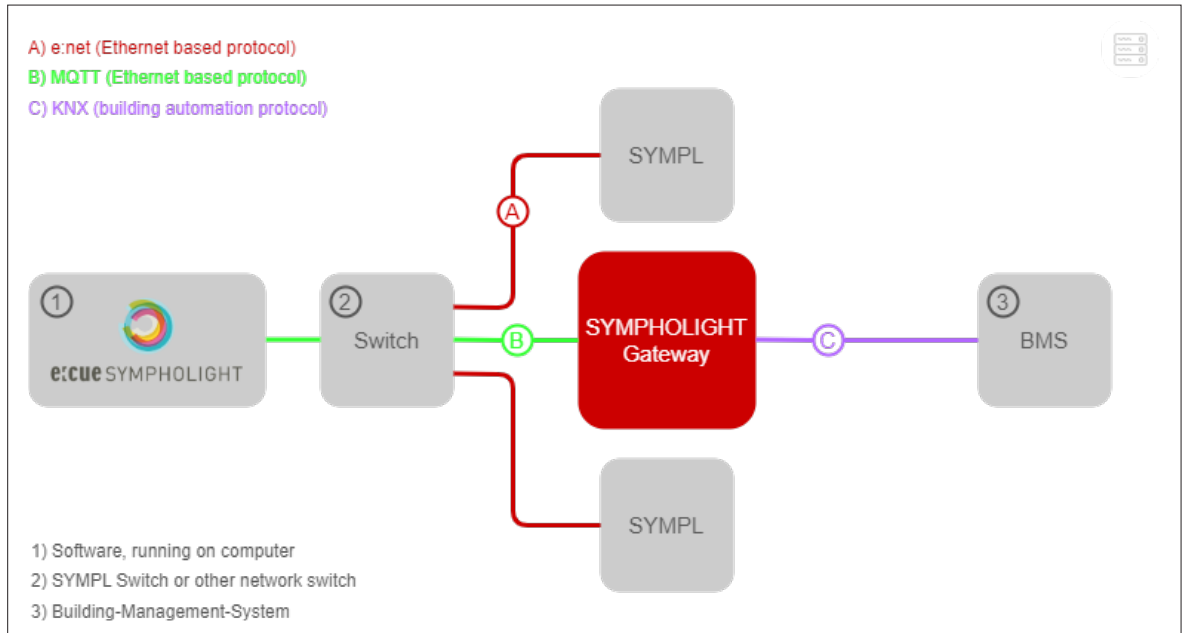 A) e:net (Ethernet based protocol)
B) MQTT (Ethernet based protocol)
C) KNX (building automation protocol)
SYMPL
A
1
e:cue SYMPHOLIGHT
2
Switch
B
SYMPHOLIGHT
Gateway
C
3
BMS
SYMPL
1) Software, running on computer
2) SYMPL Switch or other network switch
3) Building-Management-System